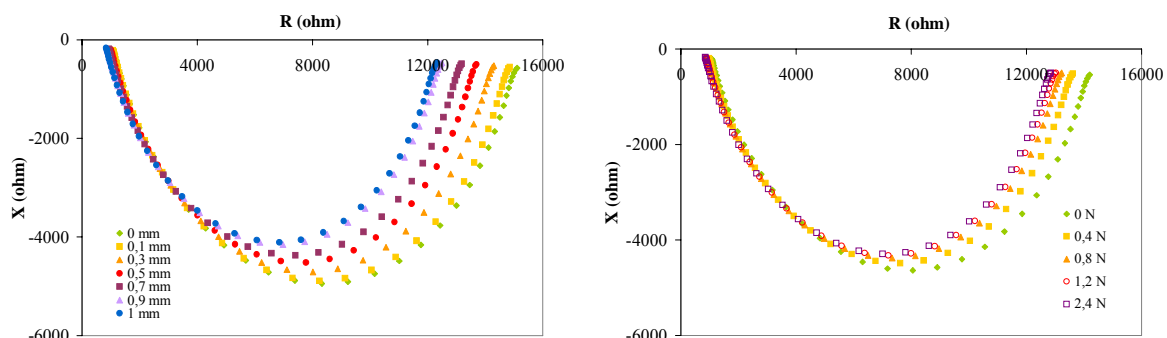 R (ohm)
0
0
4000
8000
12000
16000
-2000
-4000
-6000
X (ohm)
0 mm
0,1 mm
0,3 mm
0,5 mm
0,7 mm
0,9 mm
1 mm
R (ohm)
0
0
4000
8000
12000
16000
-2000
-4000
-6000
X (ohm)
0 N
0,4 N
0,8 N
1,2 N
2,4 N